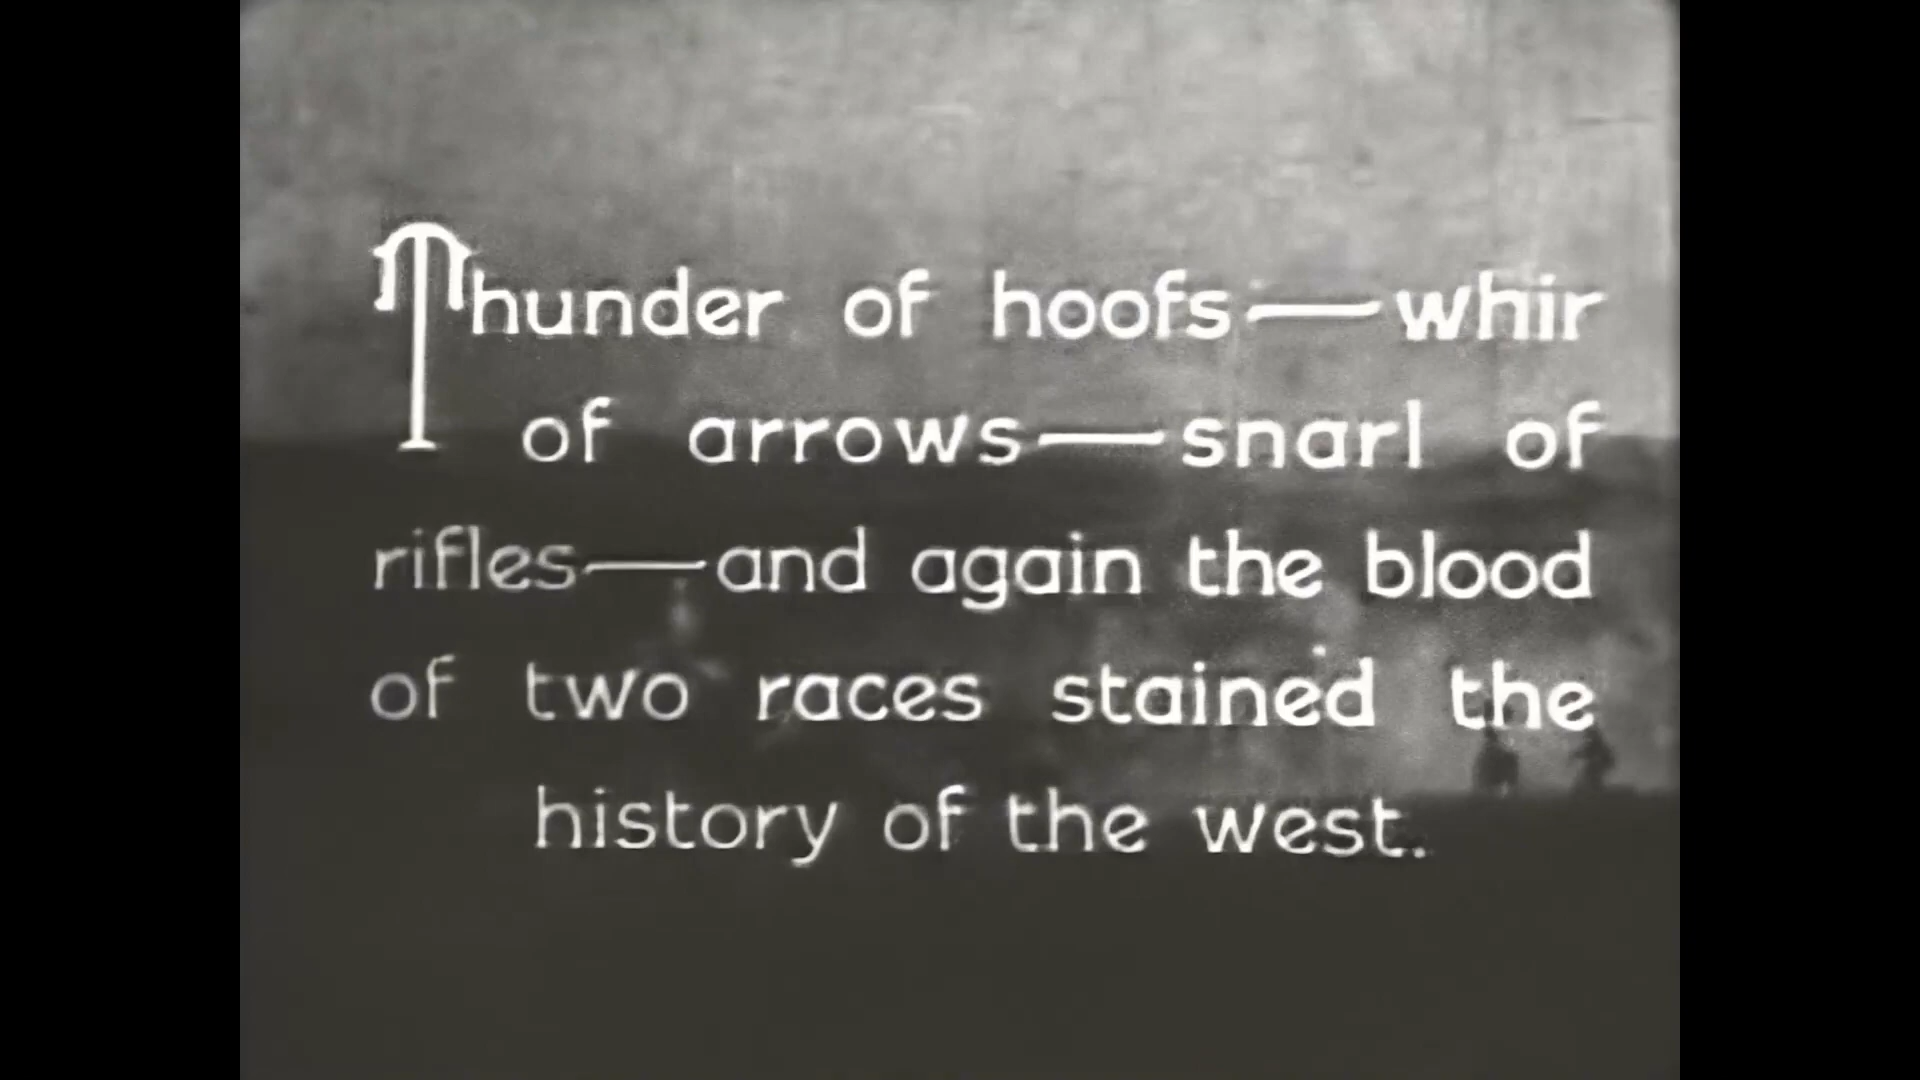 Thunder of hoofs—whir
of arrows—snarl of
rifles—and again the blood
of two races stained the
history of the west.